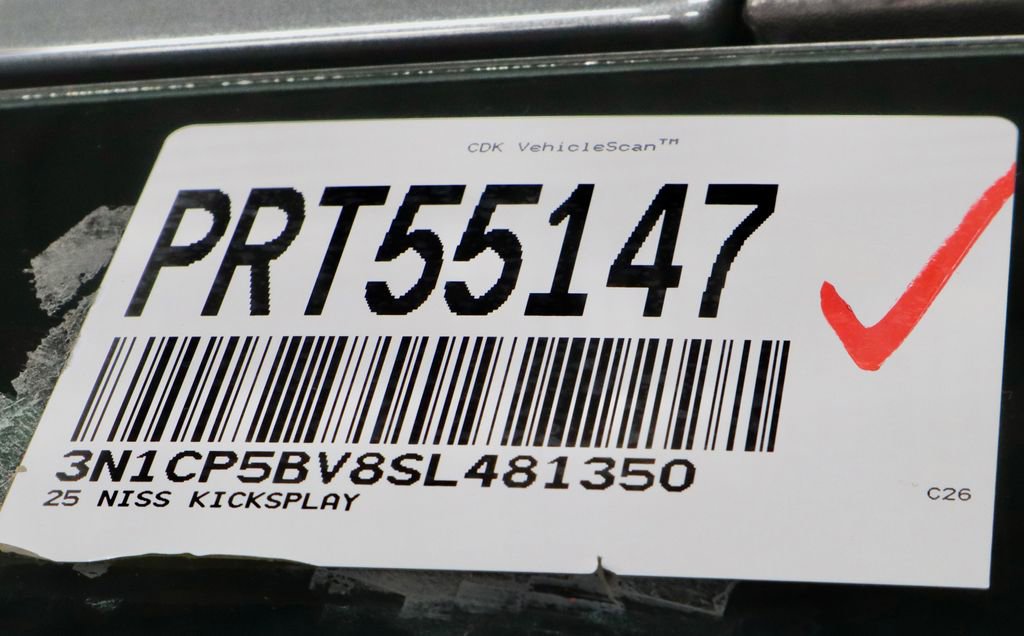 CDK VehicleScan™
PRT55147
3N1CP5BV8SL481350
25 NISS KICKSPLAY
C26